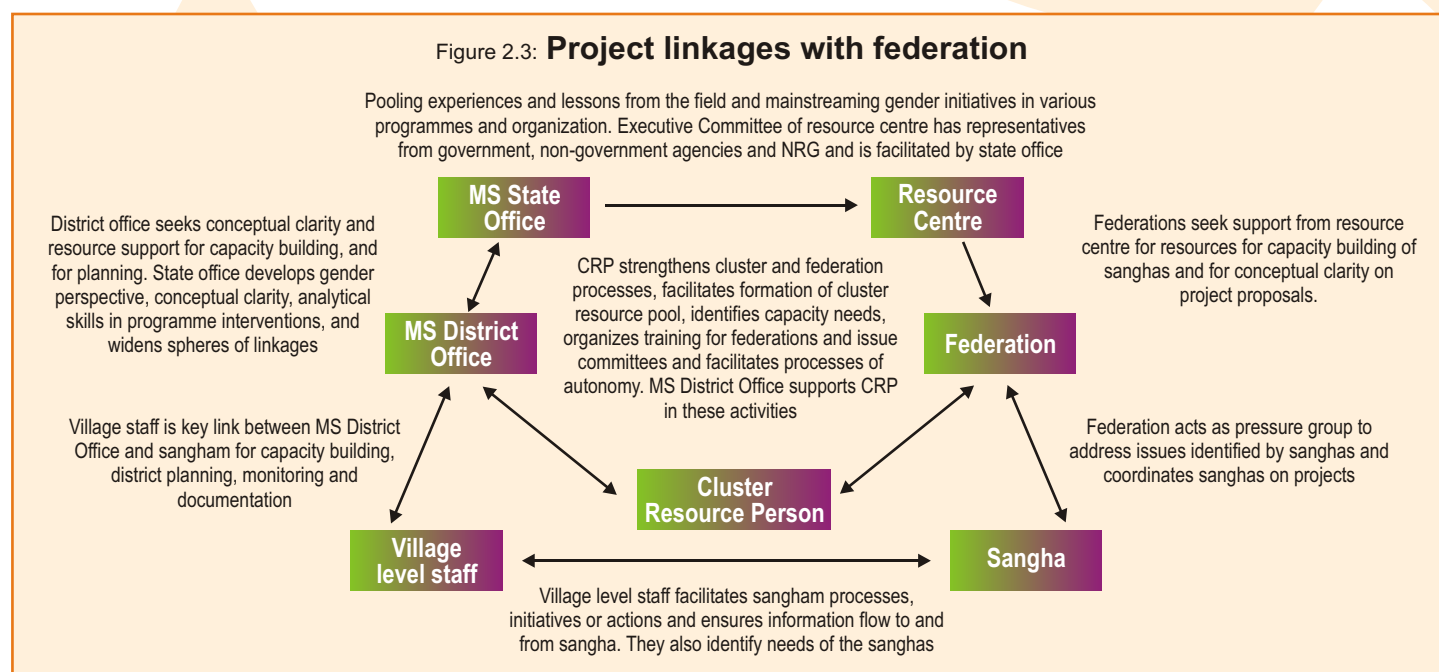 Figure 2.3: Project linkages with federation
Pooling experiences and lessons from the field and mainstreaming gender initiatives in various
programmes and organization. Executive Committee of resource centre has representatives
from government, non-government agencies and NRG and is facilitated by state office
MS State
Office
Resource
Centre
District office seeks conceptual clarity and
resource support for capacity building, and
for planning. State office develops gender
perspective, conceptual clarity, analytical
skills in programme interventions, and
widens spheres of linkages
CRP strengthens cluster and federation
processes, facilitates formation of cluster
resource pool, identifies capacity needs,
organizes training for federations and issue
committees and facilitates processes of
autonomy. MS District Office supports CRP
in these activities
Federations seek support from resource
centre for resources for capacity building of
sanghas and for conceptual clarity on
project proposals.
MS District
Office
Federation
Village staff is key link between MS District
Office and sangham for capacity building,
district planning, monitoring and
documentation
Federation acts as pressure group to
address issues identified by sanghas and
coordinates sanghas on projects
Cluster
Resource Person
Village
level staff
Sangha
Village level staff facilitates sangham processes,
initiatives or actions and ensures information flow to and
from sangha. They also identify needs of the sanghas